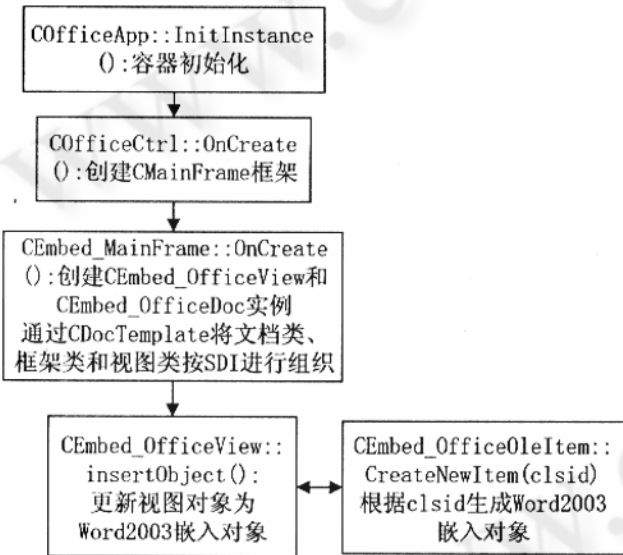 COfficeApp::InitInstance
():容器初始化
COfficeCtrl::OnCreate
():创建CMainFrame框架
CEmbed_MainFrame::OnCreate
():创建CEmbed_OfficeView和
CEmbed_OfficeDoc实例
通过CDocTemplate将文档类、
框架类和视图类按SDI进行组织
CEmbed_OfficeView::
insertObject():
更新视图对象为
Word2003嵌入对象
CEmbed_OfficeOleItem::
CreateNewItem(clsid)
根据clsid生成Word2003
嵌入对象